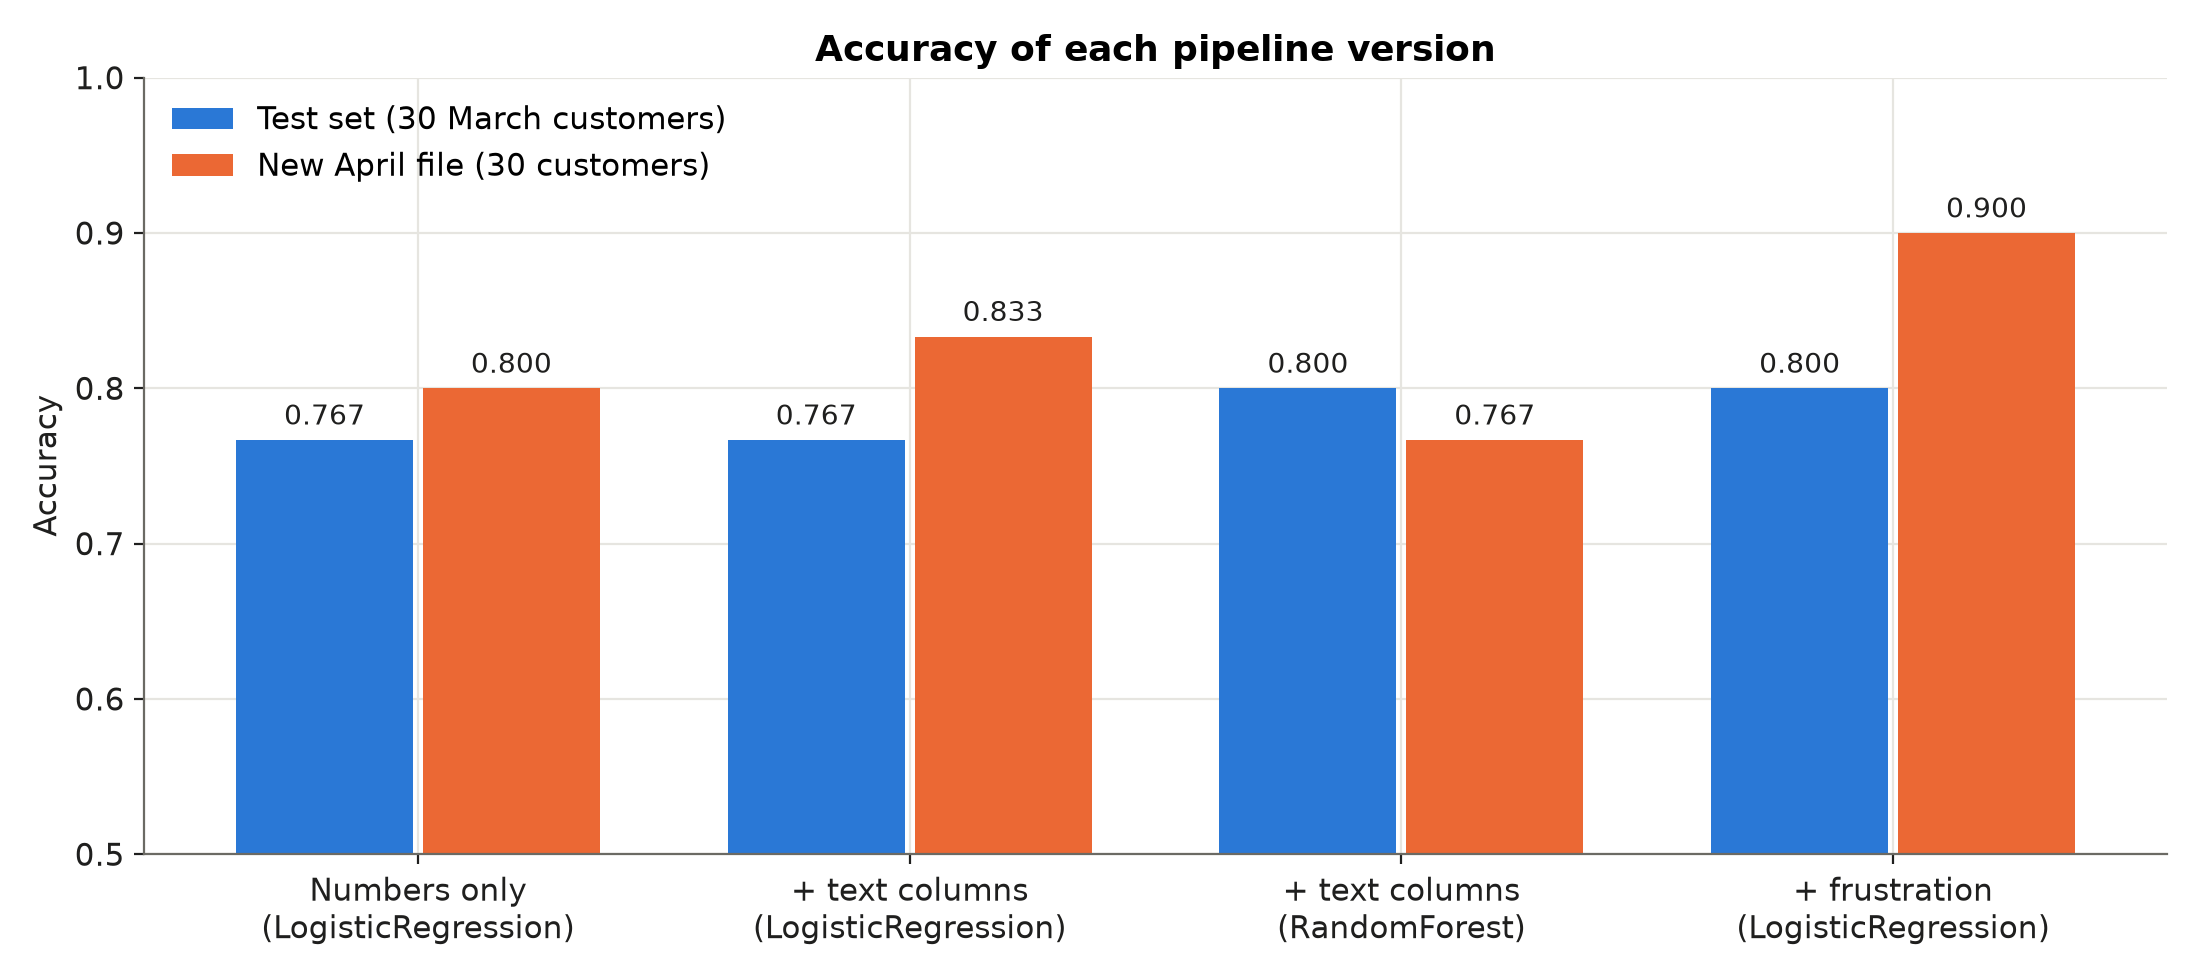 Accuracy of each pipeline version
Test set (30 March customers)
New April file (30 customers)
Accuracy
1.0
0.9
0.8
0.7
0.6
0.5
0.767
0.800
0.767
0.833
0.800
0.767
0.800
0.900
Numbers only
(LogisticRegression)
+ text columns
(LogisticRegression)
+ text columns
(RandomForest)
+ frustration
(LogisticRegression)